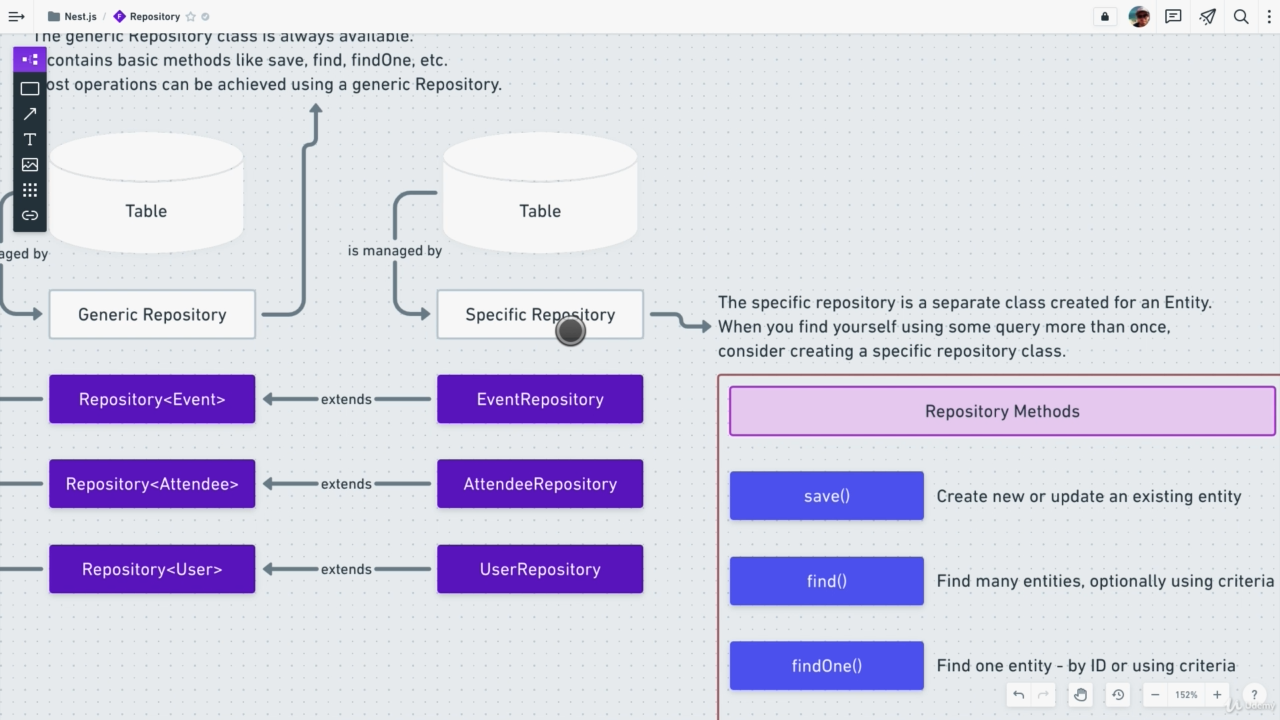 Nest.js / Repository
The generic Repository class is always available.
contains basic methods like save, find, findOne, etc.
ost operations can be achieved using a generic Repository.
T
Table
Table
aged by
is managed by
Generic Repository
Specific Repository
The specific repository is a separate class created for an Entity.
When you find yourself using some query more than once,
consider creating a specific repository class.
Repository<Event>
extends
EventRepository
Repository Methods
Repository<Attendee>
extends
AttendeeRepository
save()
Create new or update an existing entity
Repository<User>
extends
UserRepository
find()
Find many entities, optionally using criteria
findOne()
Find one entity - by ID or using criteria
152%
?
Udemy